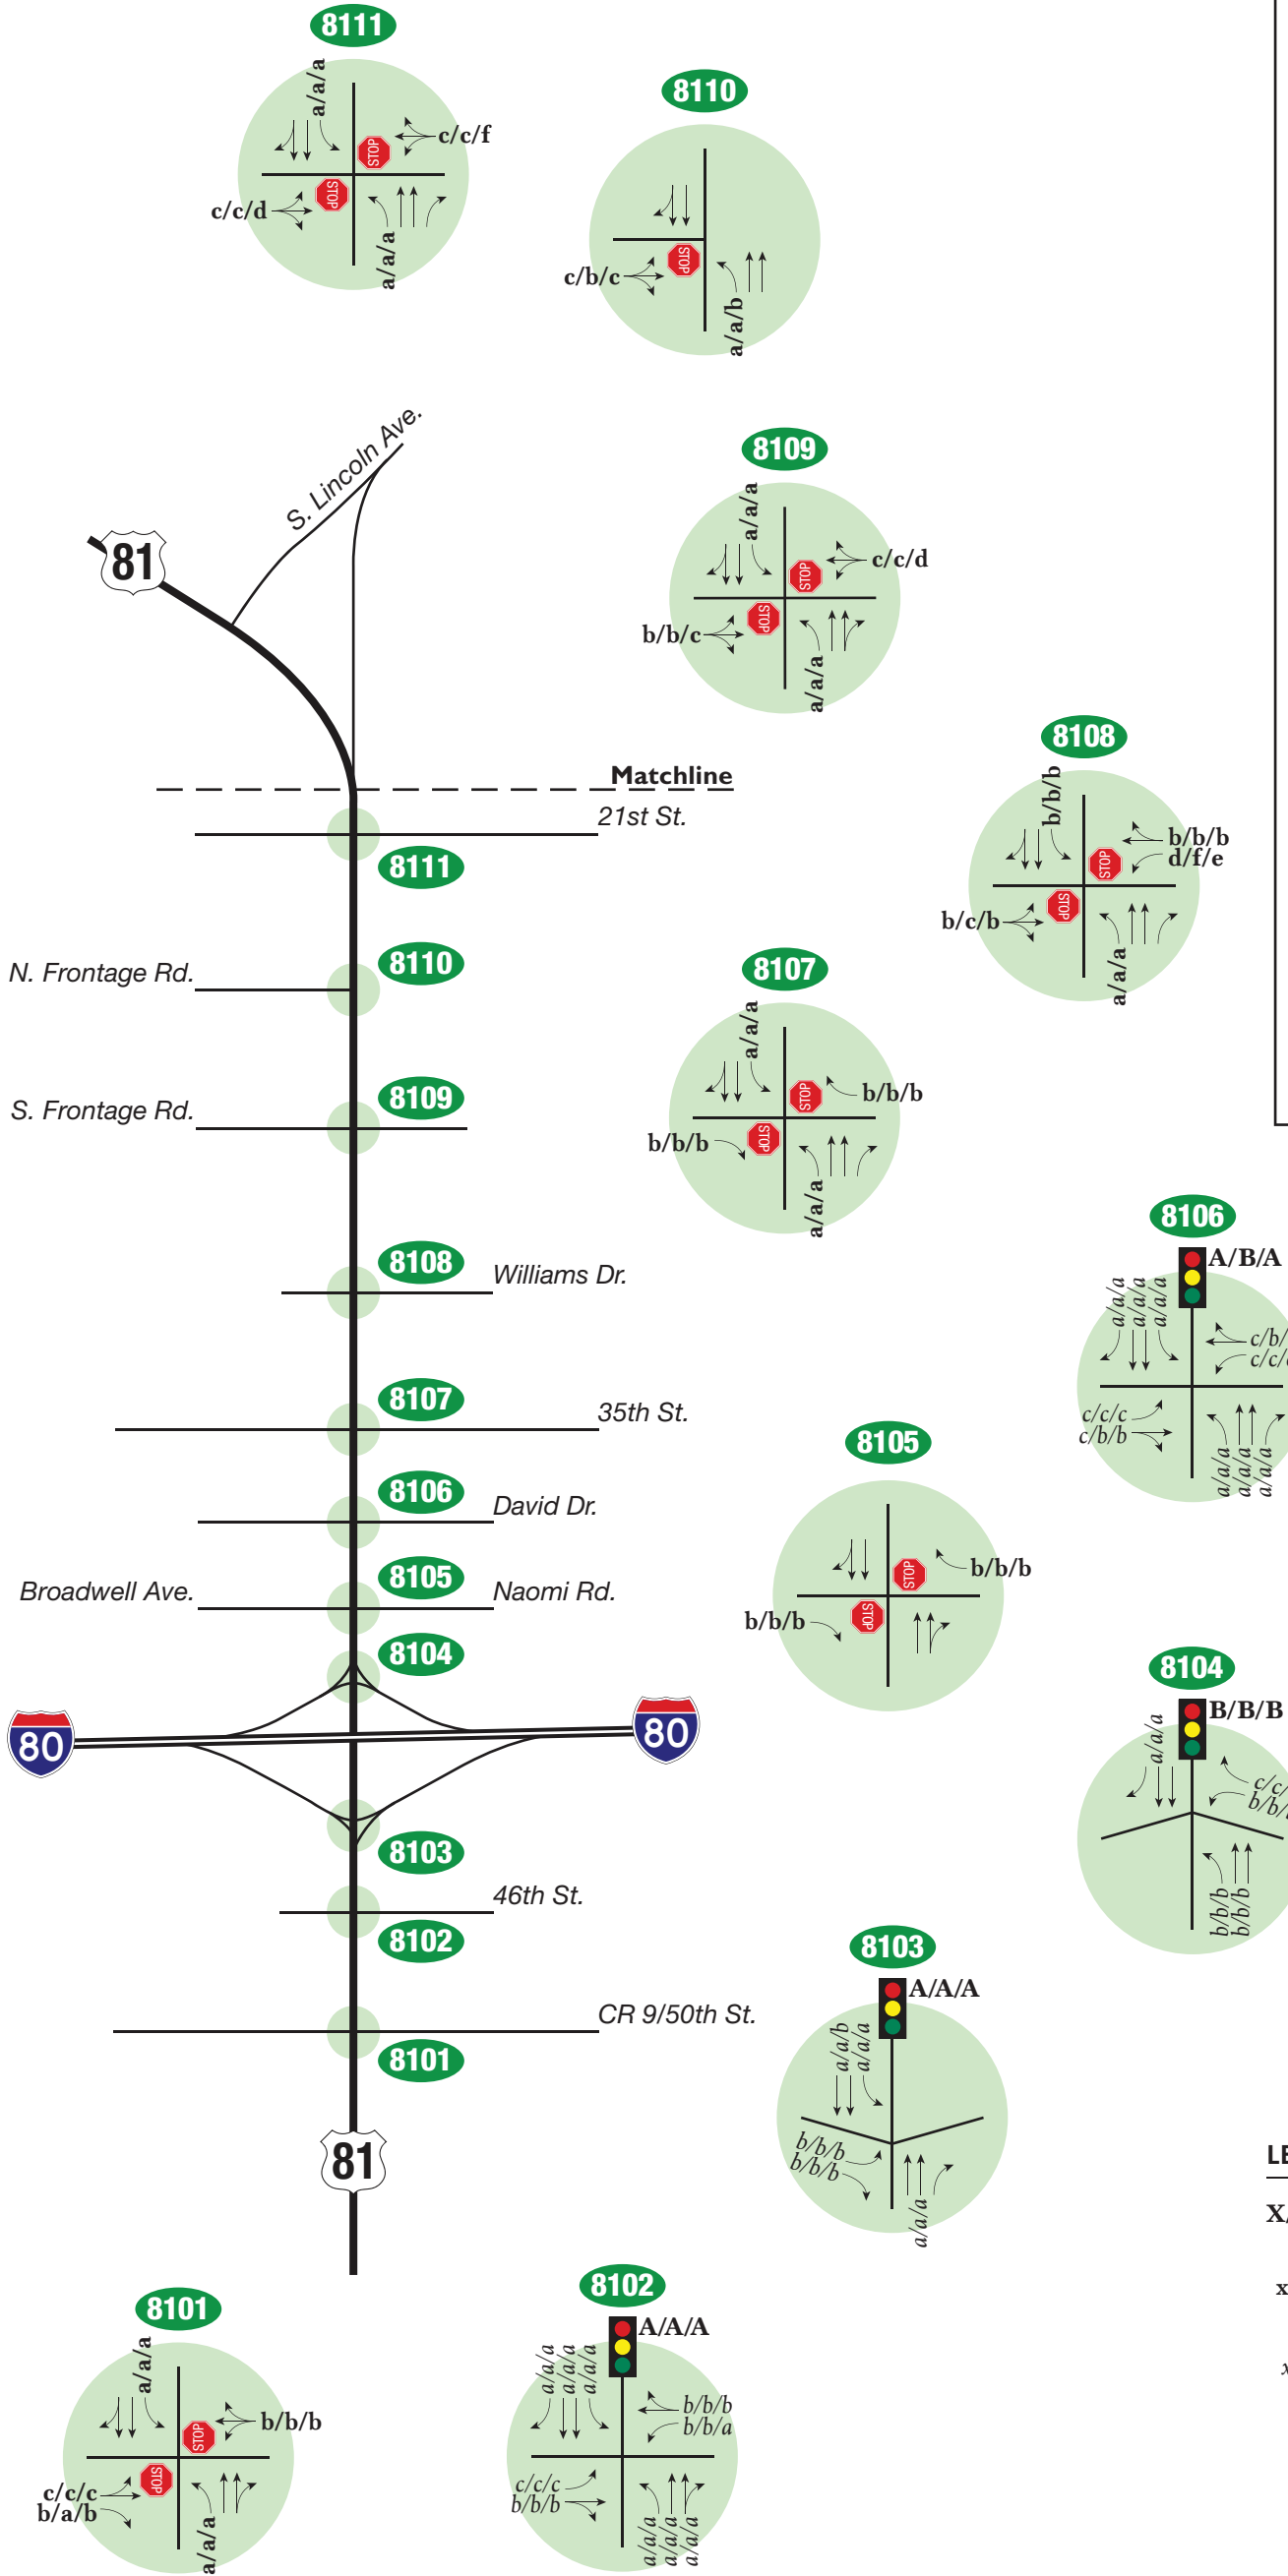 8111
a/a/a
STOP
c/c/f
c/c/d
STOP
a/a/a
8110
c/b/c
STOP
a/a/b
S. Lincoln Ave.
81
8109
a/a/a
STOP
c/c/d
b/b/c
STOP
a/a/a
Matchline
21st St.
8111
8108
b/b/b
STOP
b/b/b
d/f/e
b/c/b
STOP
a/a/a
N. Frontage Rd.
8110
8107
a/a/a
STOP
b/b/b
b/b/b
STOP
a/a/a
S. Frontage Rd.
8109
8108
Williams Dr.
8106
A/B/A
a/a/a
a/a/a
a/a/a
c/b/
c/c/
c/c/c
c/b/b
a/a/a
a/a/a
a/a/a
8107
35th St.
8106
David Dr.
8105
STOP
b/b/b
b/b/b
STOP
Broadwell Ave.
8105
Naomi Rd.
8104
8104
B/B/B
a/a/a
c/c/
b/b/
b/b/b
b/b/b
80
80
8103
46th St.
8102
8103
A/A/A
a/a/b
a/a/a
b/b/b
b/b/b
a/a/a
CR 9/50th St.
8101
81
LE
X/
x
x
8101
a/a/a
STOP
b/b/b
c/c/c
b/a/b
STOP
a/a/a
8102
A/A/A
a/a/a
a/a/a
a/a/a
b/b/b
b/b/a
c/c/c
b/b/b
a/a/a
a/a/a
a/a/a